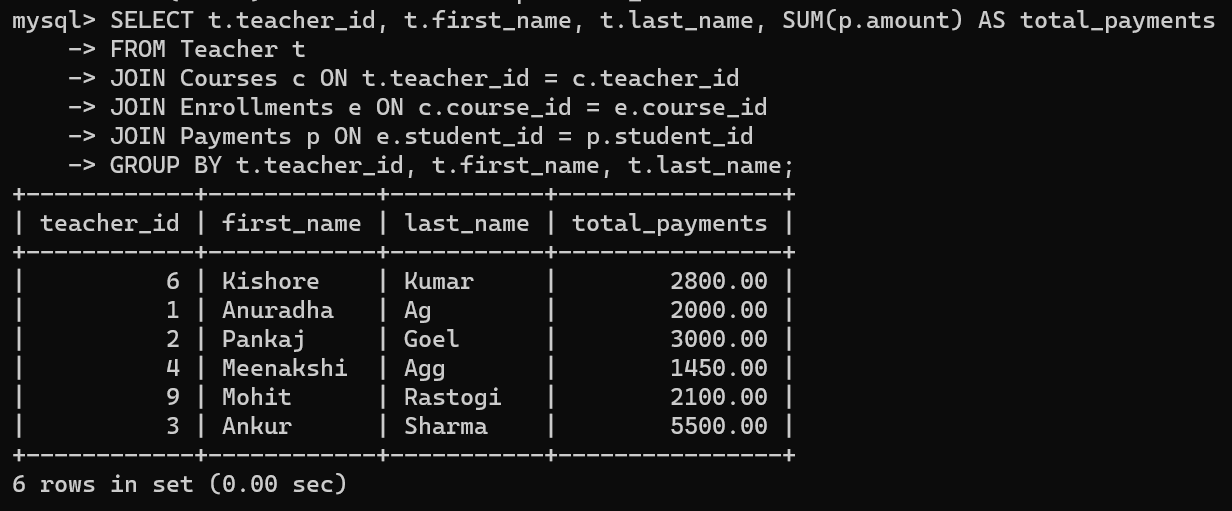 mysql> SELECT t.teacher_id, t.first_name, t.last_name, SUM(p.amount) AS total_payments
    -> FROM Teacher t
    -> JOIN Courses c ON t.teacher_id = c.teacher_id
    -> JOIN Enrollments e ON c.course_id = e.course_id
    -> JOIN Payments p ON e.student_id = p.student_id
    -> GROUP BY t.teacher_id, t.first_name, t.last_name;
+------------+------------+-----------+----------------+
| teacher_id | first_name | last_name | total_payments |
+------------+------------+-----------+----------------+
|          6 | Kishore    | Kumar     |        2800.00 |
|          1 | Anuradha   | Ag        |        2000.00 |
|          2 | Pankaj     | Goel      |        3000.00 |
|          4 | Meenakshi  | Agg       |        1450.00 |
|          9 | Mohit      | Rastogi   |        2100.00 |
|          3 | Ankur      | Sharma    |        5500.00 |
+------------+------------+-----------+----------------+
6 rows in set (0.00 sec)